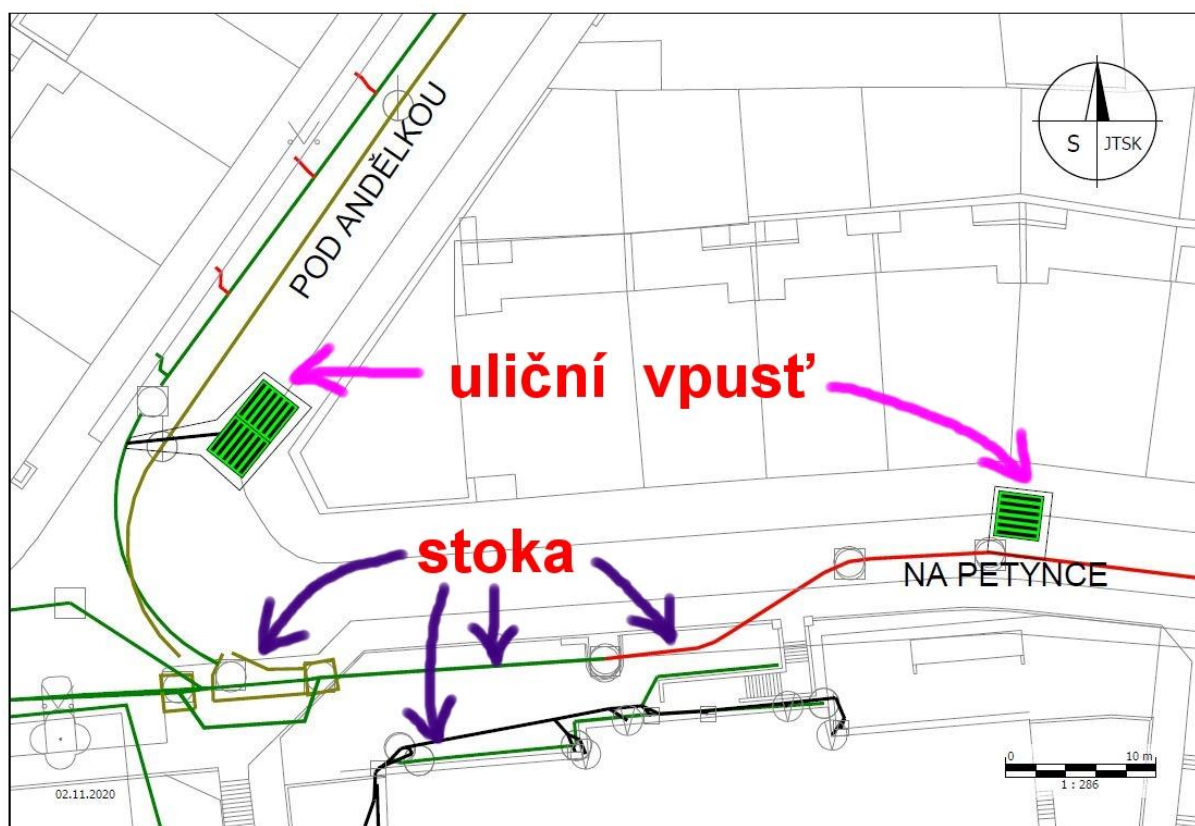 POD ANDĚLKOU
S JTSK
uliční vpusť
stoka
NA PETYNCE
0 10 m
1 : 286
02.11.2020